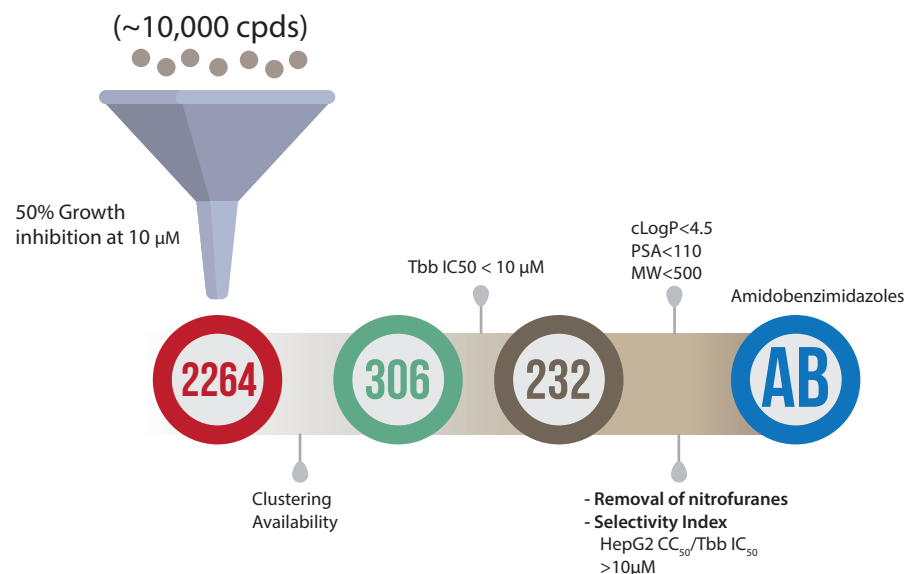 (~10,000 cpds)
50% Growth
inhibition at 10 µM
cLogP<4.5
PSA<110
MW<500
Tbb IC50 < 10 µM
Amidobenzimidazoles
2264
306
232
AB
Clustering
Availability
- Removal of nitrofuranes
- Selectivity Index
HepG2 CC50/Tbb IC50
>10µM